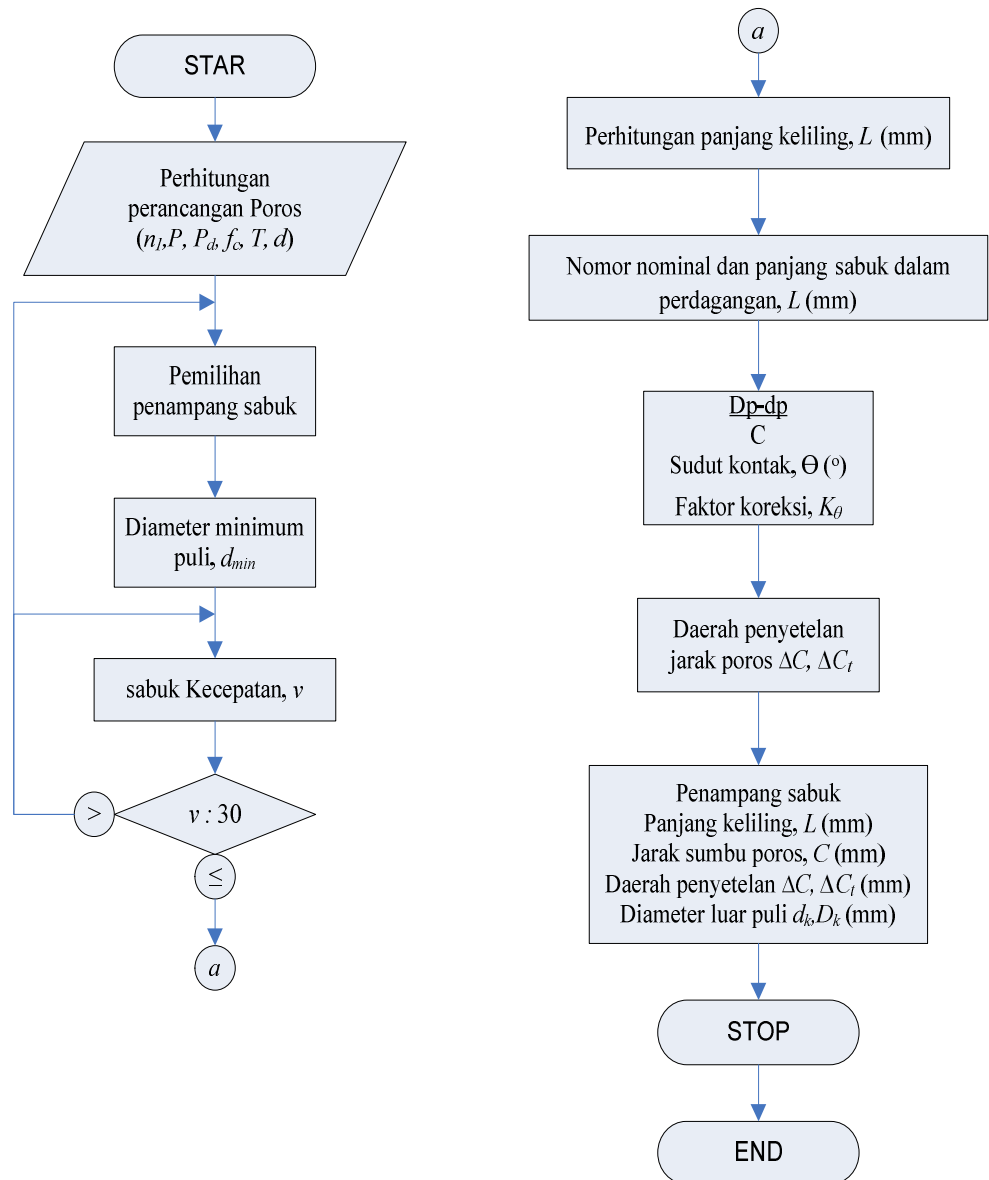 STAR
Perhitungan
perancangan Poros
(n1,P, Pd, fc, T, d)
Pemilihan
penampang sabuk
Diameter minimum
puli, dmin
sabuk Kecepatan, v
v : 30
>
≤
a
a
Perhitungan panjang keliling, L (mm)
Nomor nominal dan panjang sabuk dalam
perdagangan, L (mm)
Dp-dp
C
Sudut kontak, Ɵ (°)
Faktor koreksi, Kθ
Daerah penyetelan
jarak poros ΔC, ΔCt
Penampang sabuk
Panjang keliling, L (mm)
Jarak sumbu poros, C (mm)
Daerah penyetelan ΔC, ΔCt (mm)
Diameter luar puli dk,Dk (mm)
STOP
END